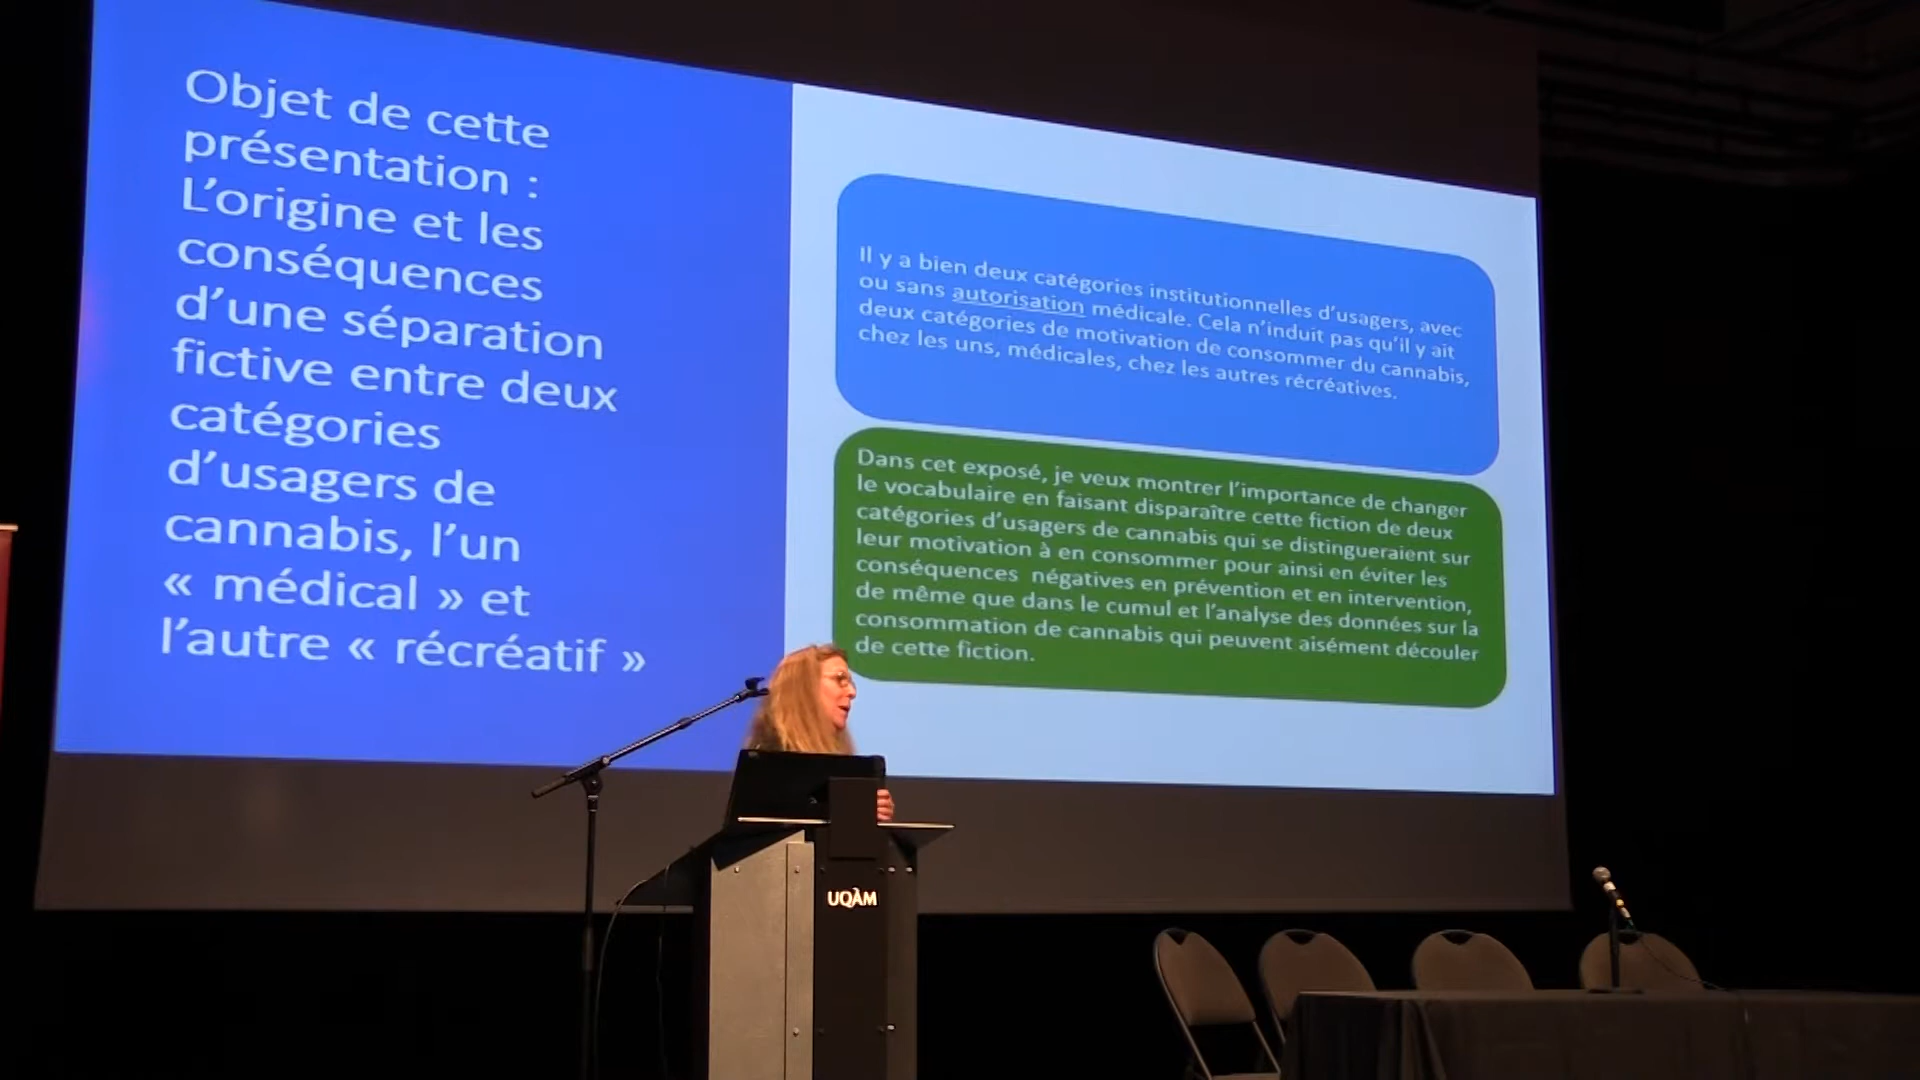 Objet de cette
présentation :
L’origine et les
conséquences
d’une séparation
fictive entre deux
catégories
d’usagers de
cannabis, l’un
« médical » et
l’autre « récréatif »
Il y a bien deux catégories institutionnelles d’usagers, avec
ou sans autorisation médicale. Cela n’induit pas qu’il y ait
deux catégories de motivation de consommer du cannabis,
chez les uns, médicales, chez les autres récréatives.
Dans cet exposé, je veux montrer l’importance de changer
le vocabulaire en faisant disparaître cette fiction de deux
catégories d’usagers de cannabis qui se distingueraient sur
leur motivation à en consommer pour ainsi en éviter les
conséquences négatives en prévention et en intervention,
de même que dans le cumul et l’analyse des données sur la
consommation de cannabis qui peuvent aisément découler
de cette fiction.
UQÀM